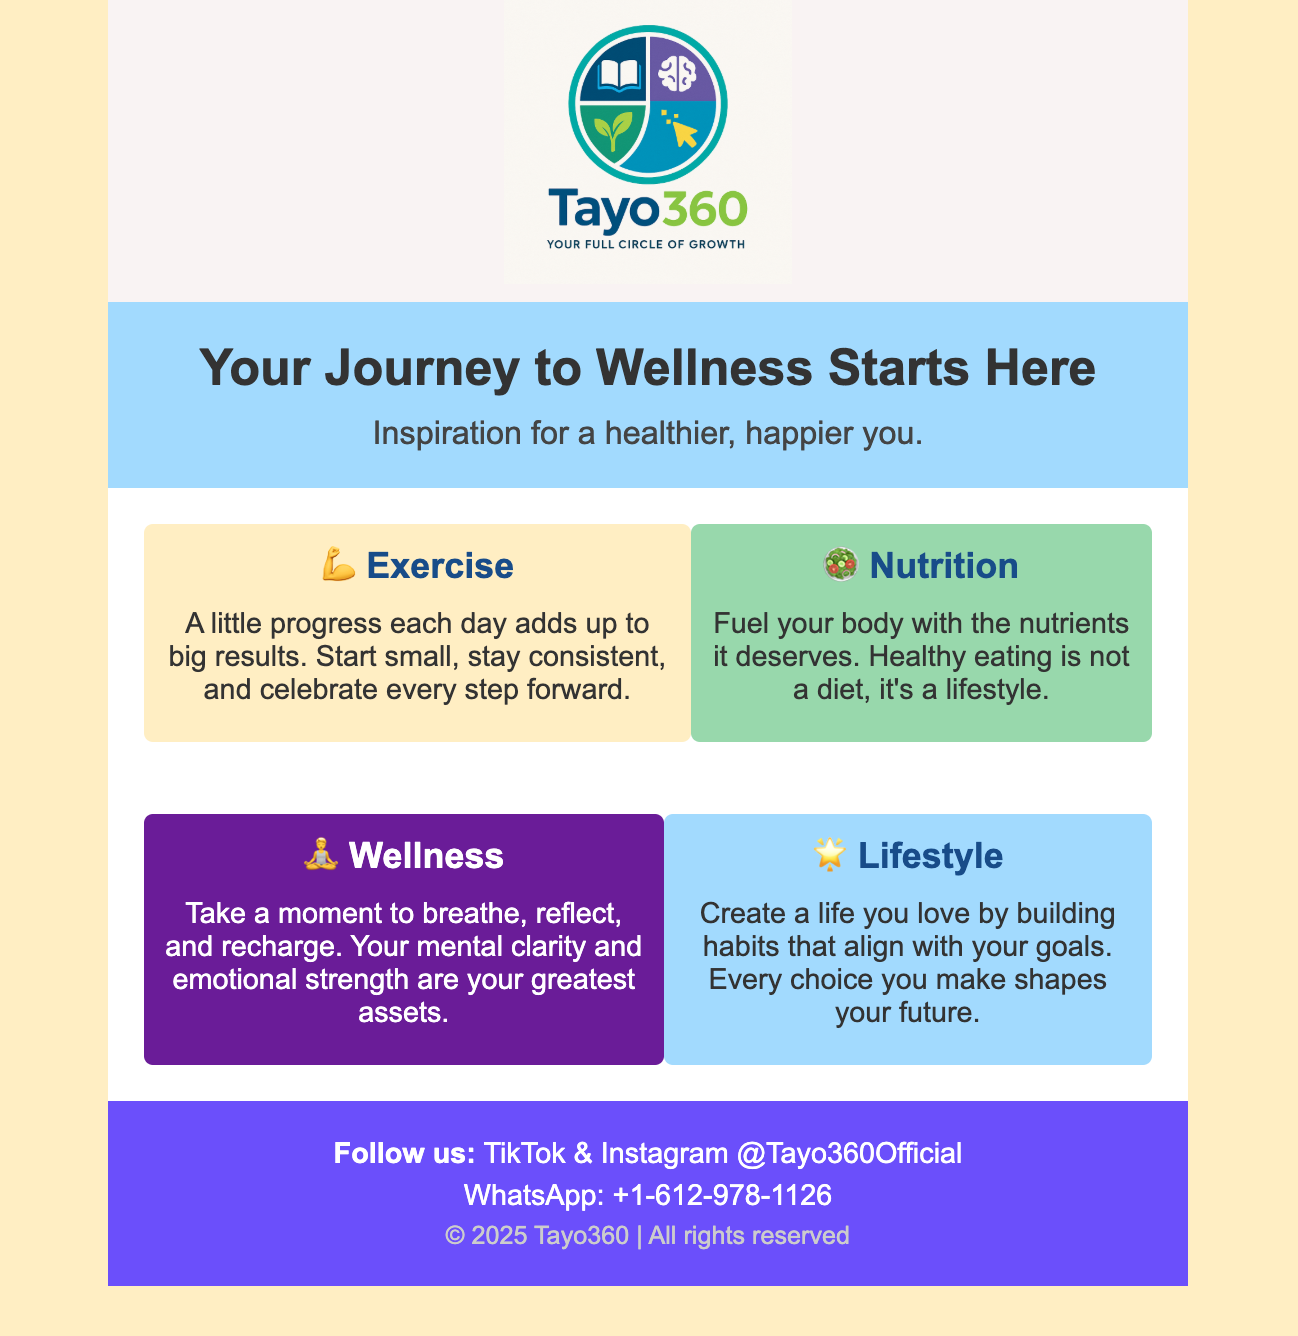 Tayo360
YOUR FULL CIRCLE OF GROWTH
Your Journey to Wellness Starts Here
Inspiration for a healthier, happier you.
💪 Exercise
A little progress each day adds up to
big results. Start small, stay consistent,
and celebrate every step forward.
🥗 Nutrition
Fuel your body with the nutrients
it deserves. Healthy eating is not
a diet, it's a lifestyle.
🧘 Wellness
Take a moment to breathe, reflect,
and recharge. Your mental clarity and
emotional strength are your greatest
assets.
🌟 Lifestyle
Create a life you love by building
habits that align with your goals.
Every choice you make shapes
your future.
Follow us: TikTok & Instagram @Tayo360Official
WhatsApp: +1-612-978-1126
© 2025 Tayo360 | All rights reserved